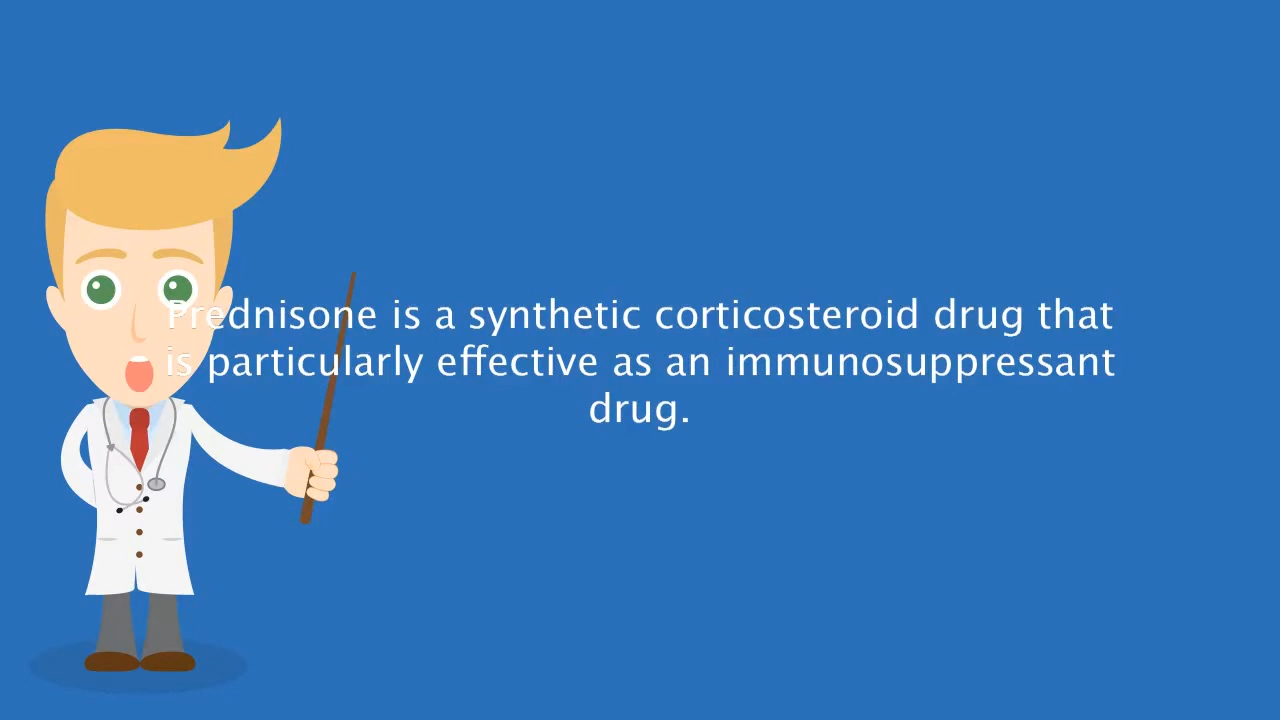 Prednisone is a synthetic corticosteroid drug that
is particularly effective as an immunosuppressant
drug.